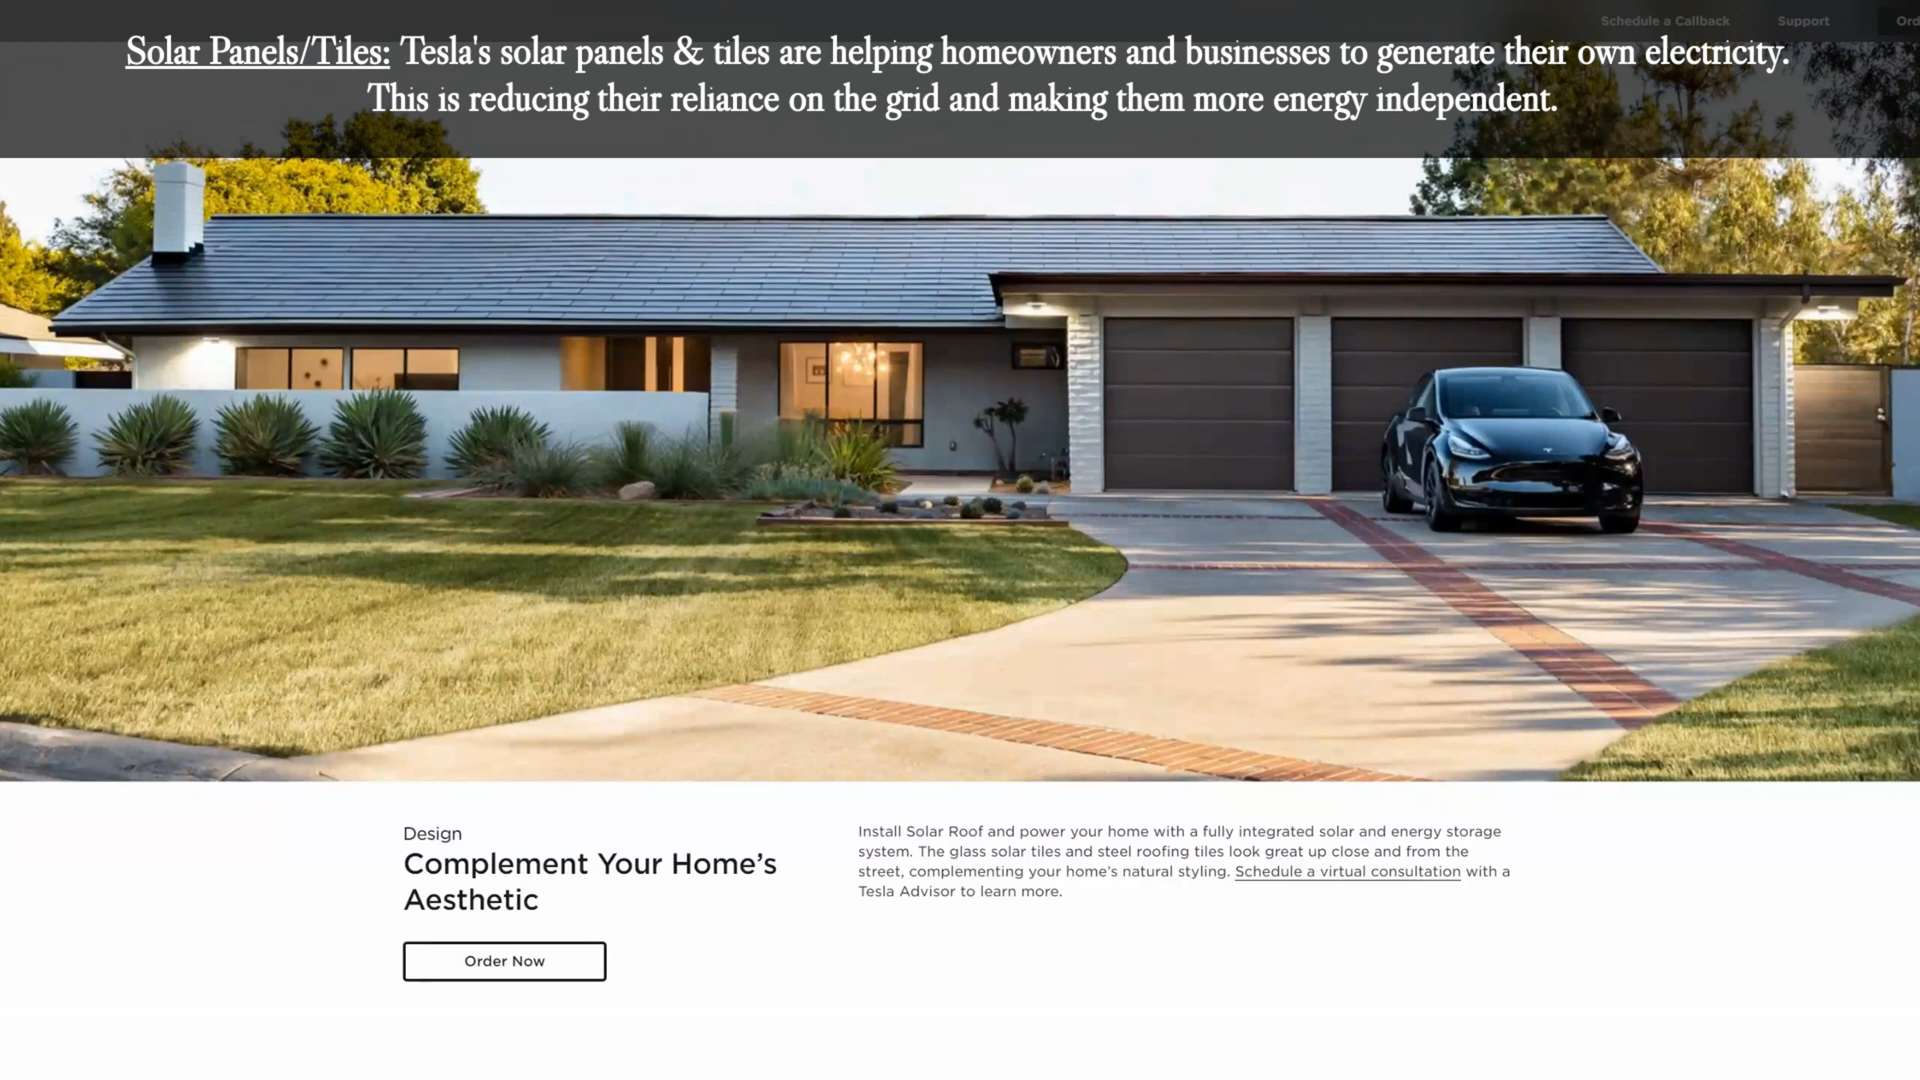 Schedule a Callback Support
Solar Panels/Tiles: Tesla's solar panels & tiles are helping homeowners and businesses to generate their own electricity.
This is reducing their reliance on the grid and making them more energy independent.
Design
Complement Your Home’s
Aesthetic
Order Now
Install Solar Roof and power your home with a fully integrated solar and energy storage
system. The glass solar tiles and steel roofing tiles look great up close and from the
street, complementing your home’s natural styling. Schedule a virtual consultation with a
Tesla Advisor to learn more.